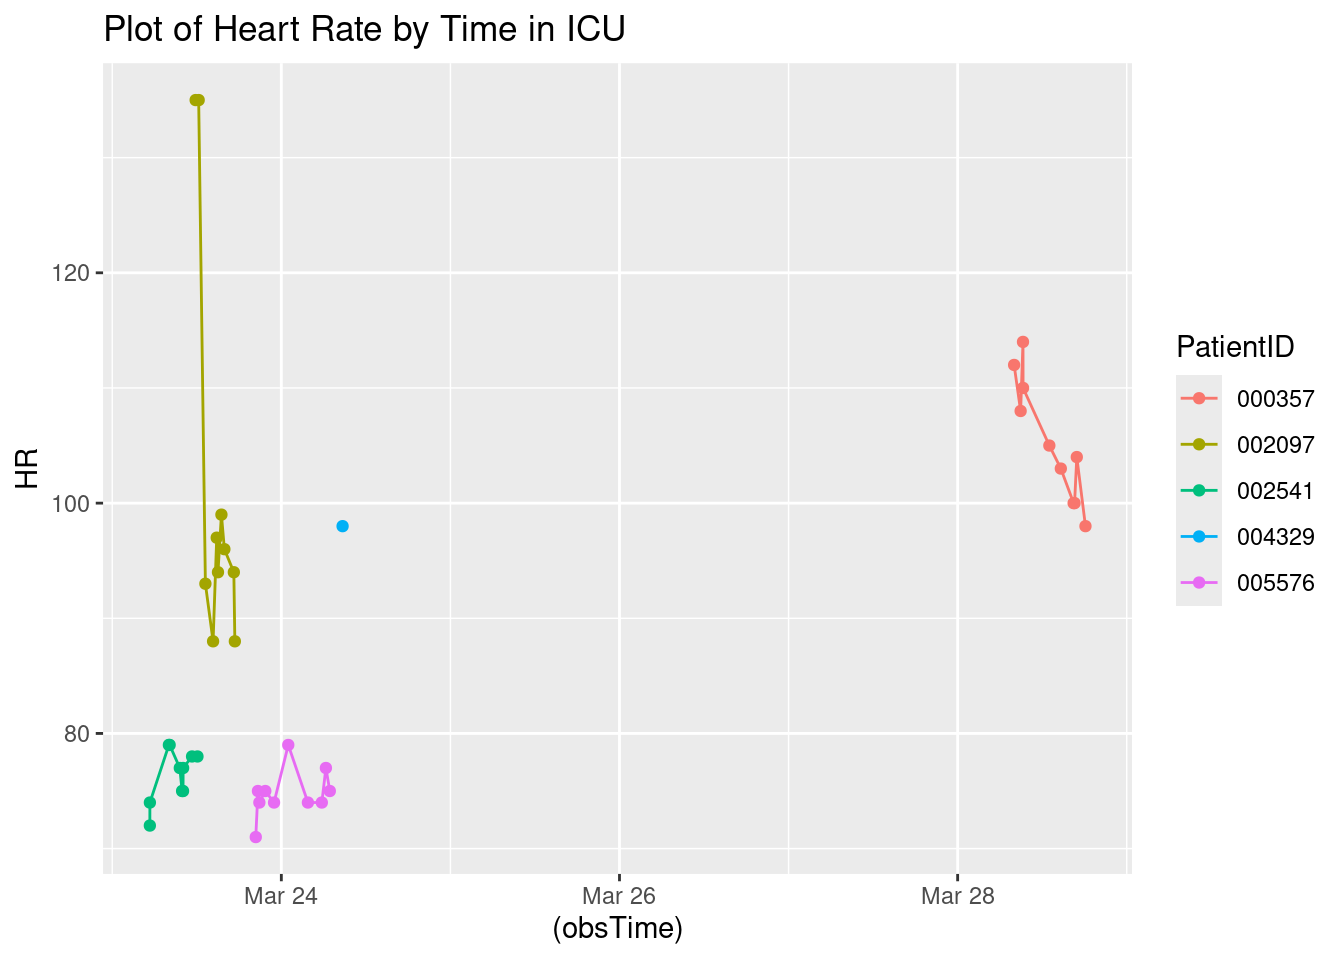 Plot of Heart Rate by Time in ICU
HR
120
100
80
Mar 24
Mar 26
Mar 28
(obsTime)
PatientID
000357
002097
002541
004329
005576